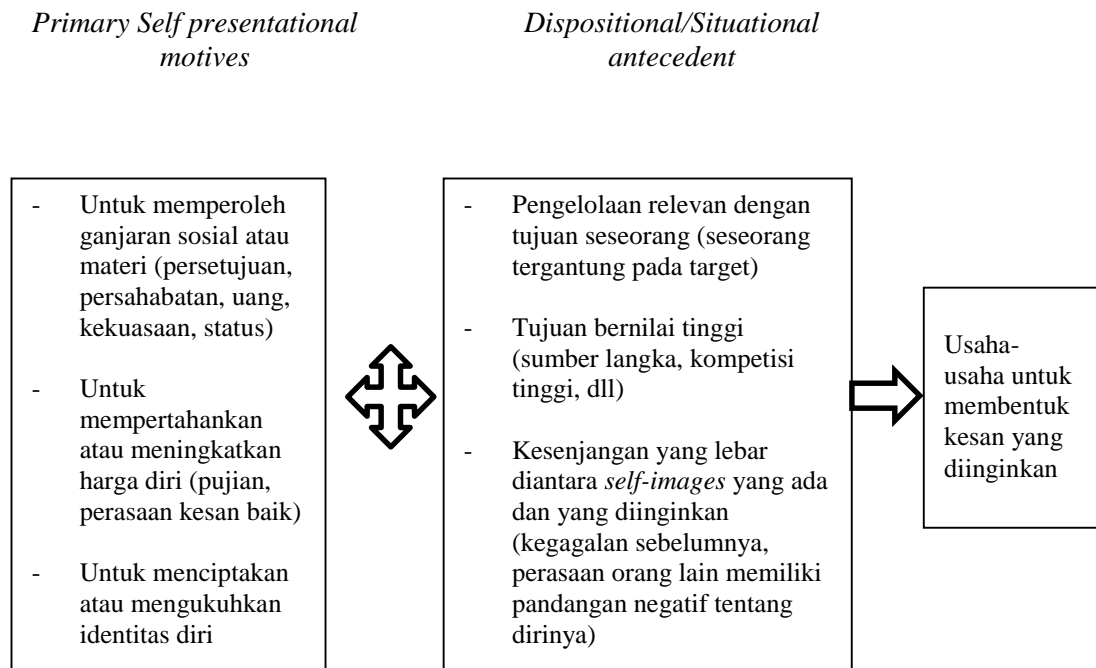 Primary Self presentational
motives
Dispositional/Situational
antecedent
- Untuk memperoleh
ganjaran sosial atau
materi (persetujuan,
persahabatan, uang,
kekuasaan, status)
- Untuk
mempertahankan
atau meningkatkan
harga diri (pujian,
perasaan kesan baik)
- Untuk menciptakan
atau mengukuhkan
identitas diri
- Pengelolaan relevan dengan
tujuan seseorang (seseorang
tergantung pada target)
- Tujuan bernilai tinggi
(sumber langka, kompetisi
tinggi, dll)
- Kesenjangan yang lebar
diantara self-images yang ada
dan yang diinginkan
(kegagalan sebelumnya,
perasaan orang lain memiliki
pandangan negatif tentang
dirinya)
Usaha-
usaha untuk
membentuk
kesan yang
diinginkan